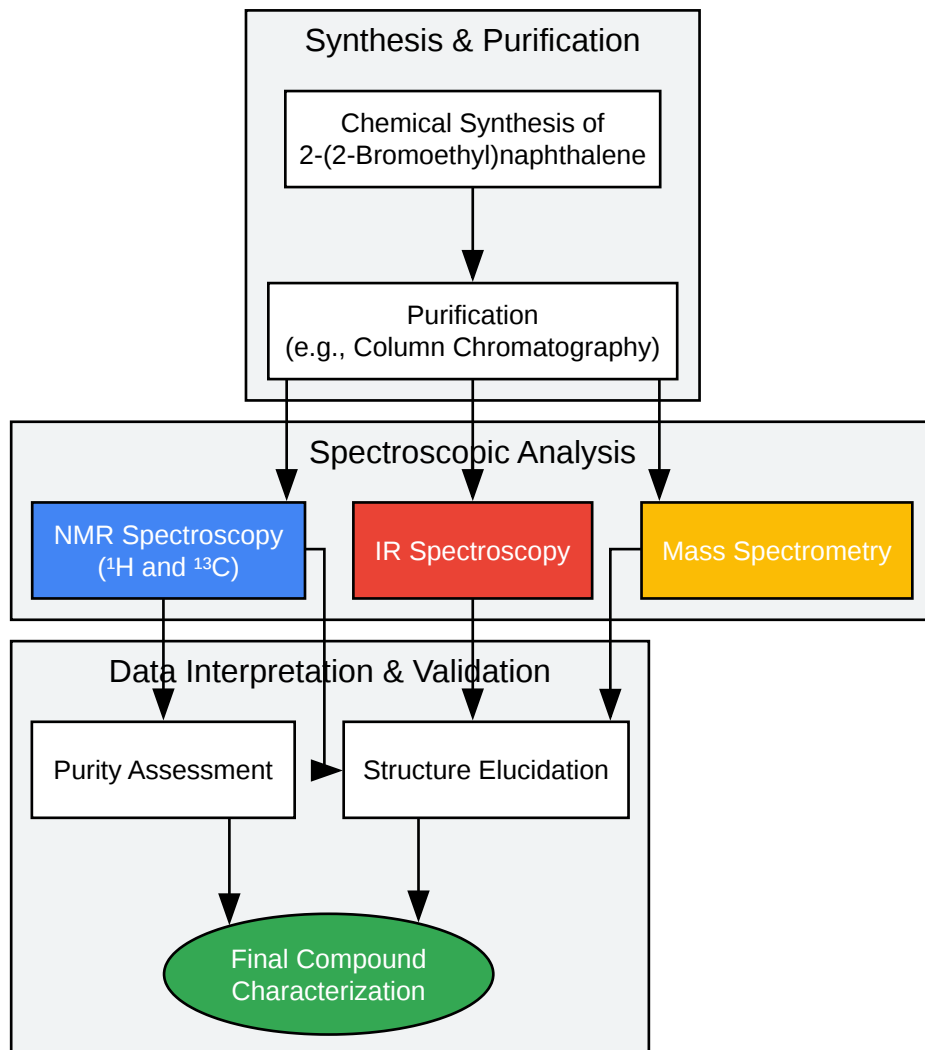 Synthesis & Purification
Chemical Synthesis of
2-(2-Bromoethyl)naphthalene
Purification
(e.g., Column Chromatography)
Spectroscopic Analysis
NMR Spectroscopy
(¹H and ¹³C)
IR Spectroscopy
Mass Spectrometry
Data Interpretation & Validation
Purity Assessment
Structure Elucidation
Final Compound
Characterization